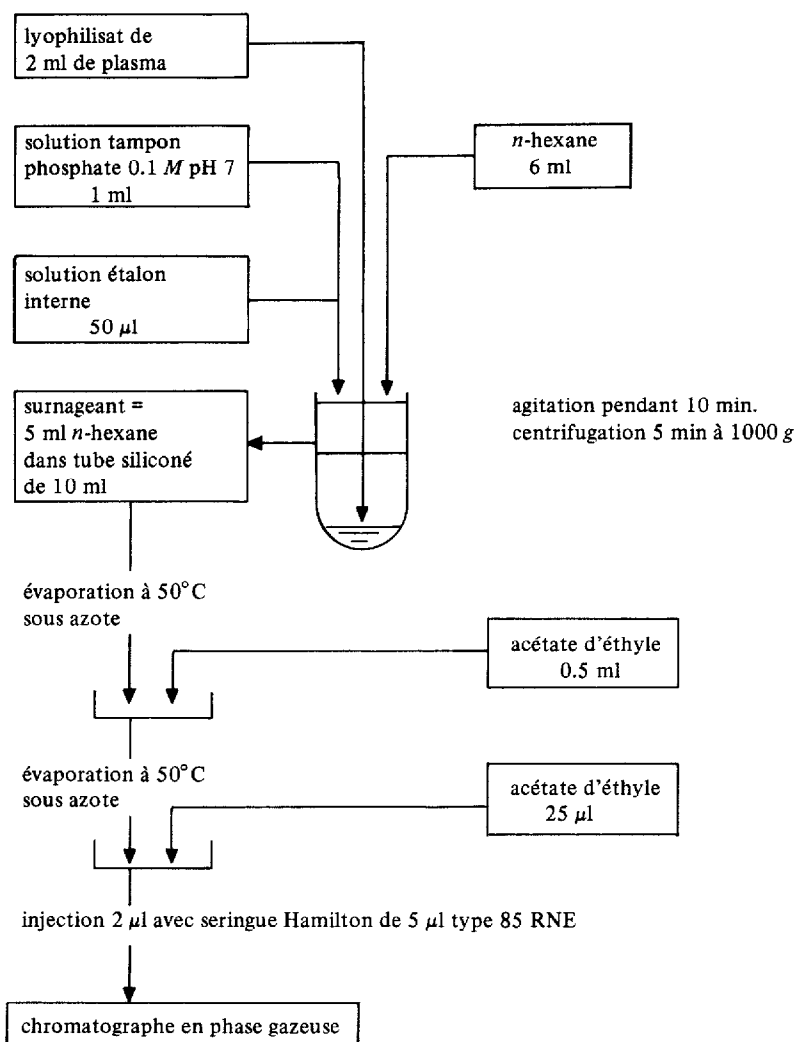 lyophilisat de
2 ml de plasma
solution tampon
phosphate 0.1 M pH 7
1 ml
n-hexane
6 ml
solution étalon
interne
50 µl
surnageant =
5 ml n-hexane
dans tube siliconé
de 10 ml
agitation pendant 10 min.
centrifugation 5 min à 1000 g
évaporation à 50°C
sous azote
acétate d'éthyle
0.5 ml
évaporation à 50°C
sous azote
acétate d'éthyle
25 µl
injection 2 µl avec seringue Hamilton de 5 µl type 85 RNE
chromatographe en phase gazeuse